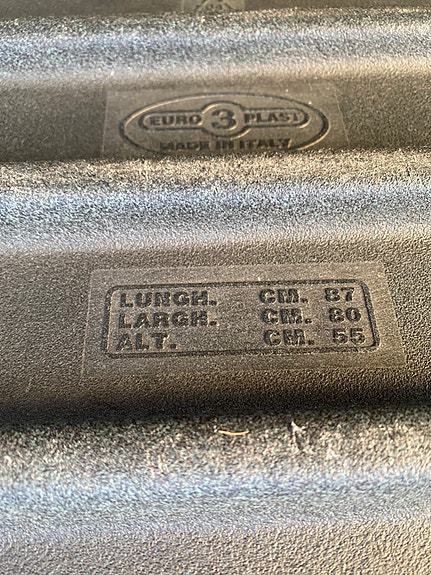 EURO 3 PLAST
MADE IN ITALY
LUNGH. CM. 87
LARGH. CM. 80
ALT. CM. 55